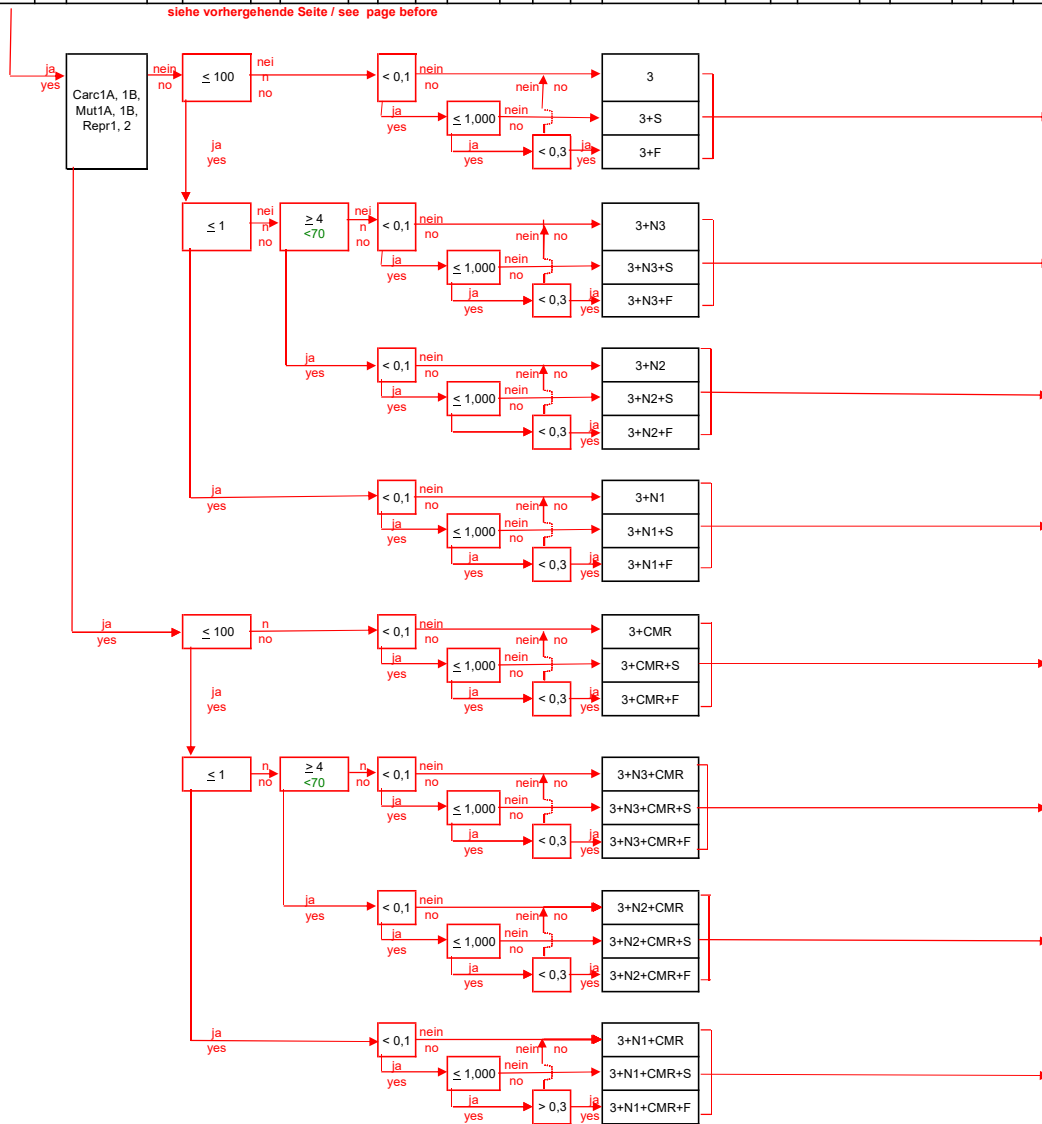 siehe vorhergehende Seite / see page before
ja
yes
Carc1A, 1B,
Mut1A, 1B,
Repr1, 2
nein
no
≤ 100
nei
n
no
< 0,1
nein
no
nein
no
3
ja
yes
≤ 1,000
nein
no
3+S
ja
yes
ja
yes
< 0,3
ja
yes
3+F
≤ 1
nei
n
no
≥ 4
<70
nei
n
no
< 0,1
nein
no
nein
no
3+N3
ja
yes
≤ 1,000
nein
no
3+N3+S
ja
yes
< 0,3
ja
yes
3+N3+F
ja
yes
< 0,1
nein
no
nein
no
3+N2
ja
yes
≤ 1,000
nein
no
3+N2+S
< 0,3
ja
yes
3+N2+F
ja
yes
< 0,1
nein
no
nein
no
3+N1
ja
yes
≤ 1,000
nein
no
3+N1+S
ja
yes
< 0,3
ja
yes
3+N1+F
ja
yes
≤ 100
n
no
< 0,1
nein
no
nein
no
3+CMR
ja
yes
≤ 1,000
nein
no
3+CMR+S
ja
yes
ja
yes
< 0,3
ja
yes
3+CMR+F
≤ 1
n
no
≥ 4
<70
n
no
< 0,1
nein
no
nein
no
3+N3+CMR
ja
yes
≤ 1,000
nein
no
3+N3+CMR+S
ja
yes
< 0,3
ja
yes
3+N3+CMR+F
ja
yes
< 0,1
nein
no
nein
no
3+N2+CMR
ja
yes
≤ 1,000
nein
no
3+N2+CMR+S
ja
yes
< 0,3
ja
yes
3+N2+CMR+F
ja
yes
< 0,1
nein
no
nein
no
3+N1+CMR
ja
yes
≤ 1,000
nein
no
3+N1+CMR+S
ja
yes
> 0,3
ja
yes
3+N1+CMR+F